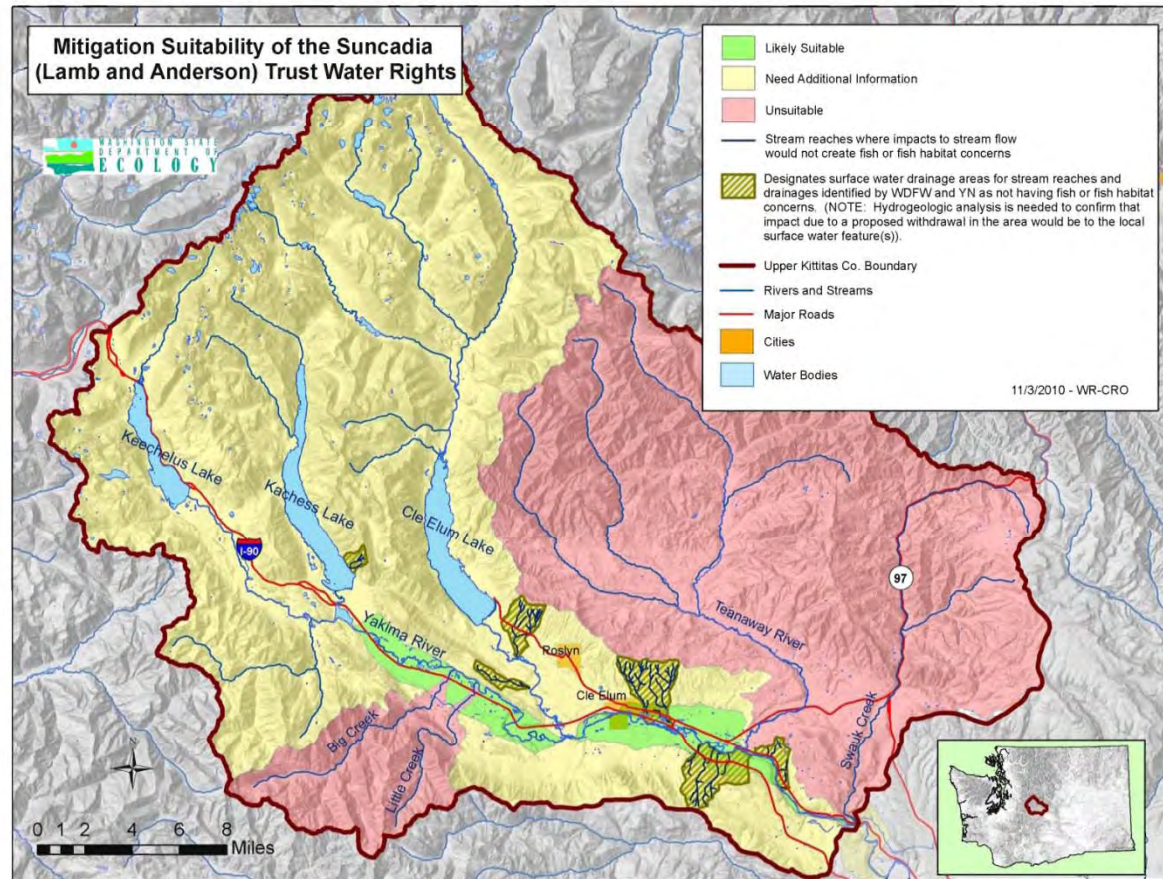 Mitigation Suitability of the Suncadia
(Lamb and Anderson) Trust Water Rights
WASHINGTON STATE
DEPARTMENT OF
ECOLOGY
Likely Suitable
Need Additional Information
Unsuitable
Stream reaches where impacts to stream flow
would not create fish or fish habitat concerns
Designates surface water drainage areas for stream reaches and
drainages identified by WDFW and YN as not having fish or fish habitat
concerns. (NOTE: Hydrogeologic analysis is needed to confirm that
impact due to a proposed withdrawal in the area would be to the local
surface water feature(s)).
Upper Kittitas Co. Boundary
Rivers and Streams
Major Roads
Cities
Water Bodies
11/3/2010 - WR-CRO
Keechelus Lake
Kachess Lake
Cle Elum Lake
I-90
97
Yakima River
Teanaway River
Roslyn
Cle Elum
Big Creek
Little Creek
Swauk Creek
N
0 1 2 4 6 8
Miles